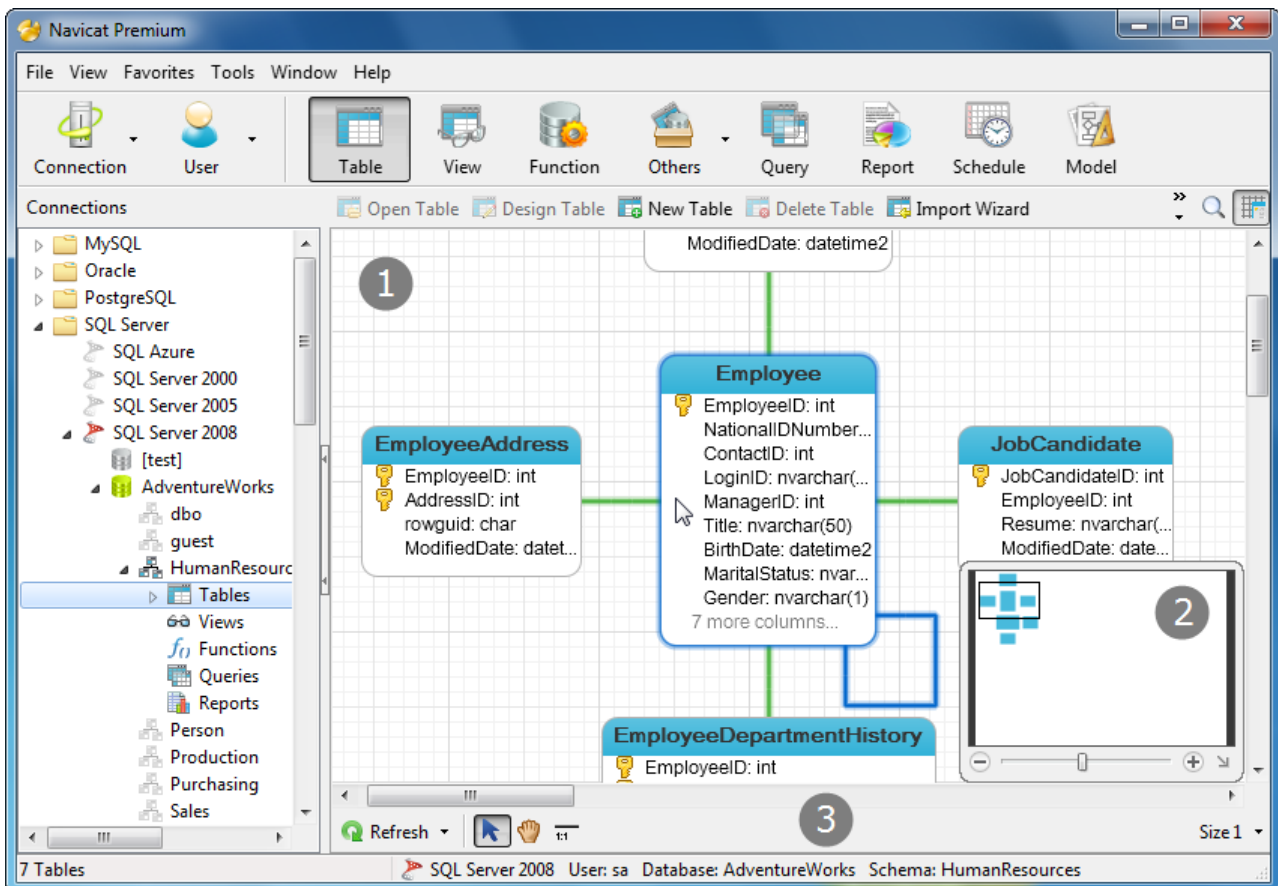 Navicat Premium
File View Favorites Tools Window Help
Connection User Table View Function Others Query Report Schedule Model
Connections
Open Table Design Table New Table Delete Table Import Wizard
MySQL
Oracle
PostgreSQL
SQL Server
SQL Azure
SQL Server 2000
SQL Server 2005
SQL Server 2008
[test]
AdventureWorks
dbo
guest
HumanResourc
Tables
Views
Functions
Queries
Reports
Person
Production
Purchasing
Sales
1
ModifiedDate: datetime2
EmployeeAddress
EmployeeID: int
AddressID: int
rowguid: char
ModifiedDate: datet...
Employee
EmployeeID: int
NationalIDNumber...
ContactID: int
LoginID: nvarchar(...
ManagerID: int
Title: nvarchar(50)
BirthDate: datetime2
MaritalStatus: nvar...
Gender: nvarchar(1)
7 more columns...
JobCandidate
JobCandidateID: int
EmployeeID: int
Resume: nvarchar(...
ModifiedDate: date...
2
EmployeeDepartmentHistory
EmployeeID: int
Refresh 1:1 3 Size 1
7 Tables SQL Server 2008 User: sa Database: AdventureWorks Schema: HumanResources